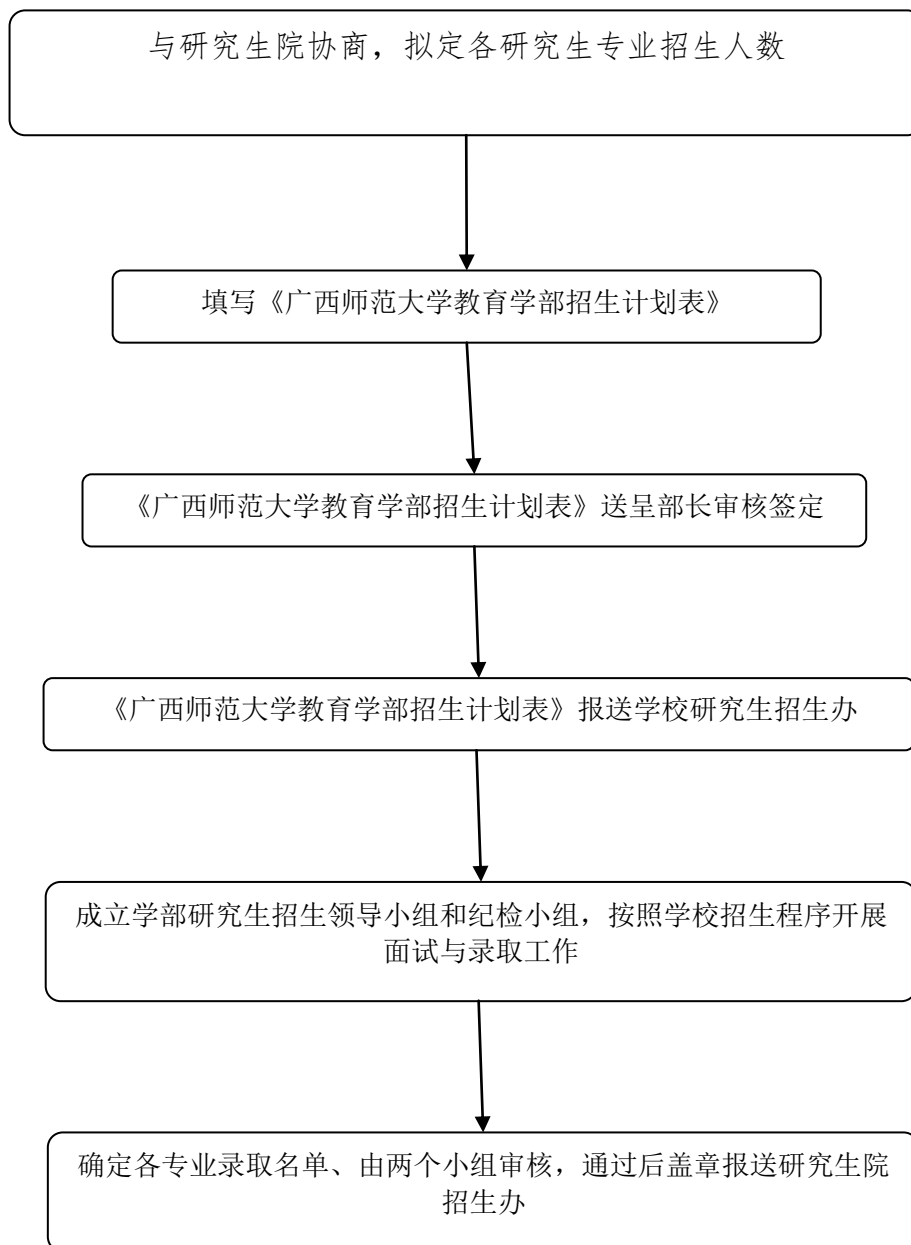 与研究生院协商，拟定各研究生专业招生人数
填写《广西师范大学教育学部招生计划表》
《广西师范大学教育学部招生计划表》送呈部长审核签定
《广西师范大学教育学部招生计划表》报送学校研究生招生办
成立学部研究生招生领导小组和纪检小组，按照学校招生程序开展
面试与录取工作
确定各专业录取名单、由两个小组审核，通过后盖章报送研究生院
招生办